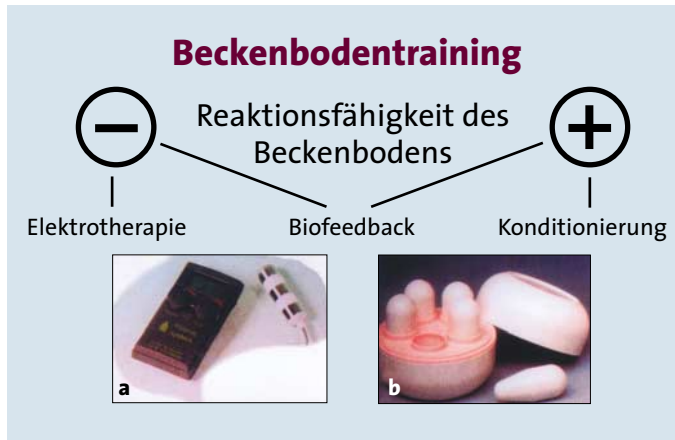 Beckenbodentraining
Reaktionsfähigkeit des
Beckenbodens
Elektrotherapie
Biofeedback
Konditionierung
a
b